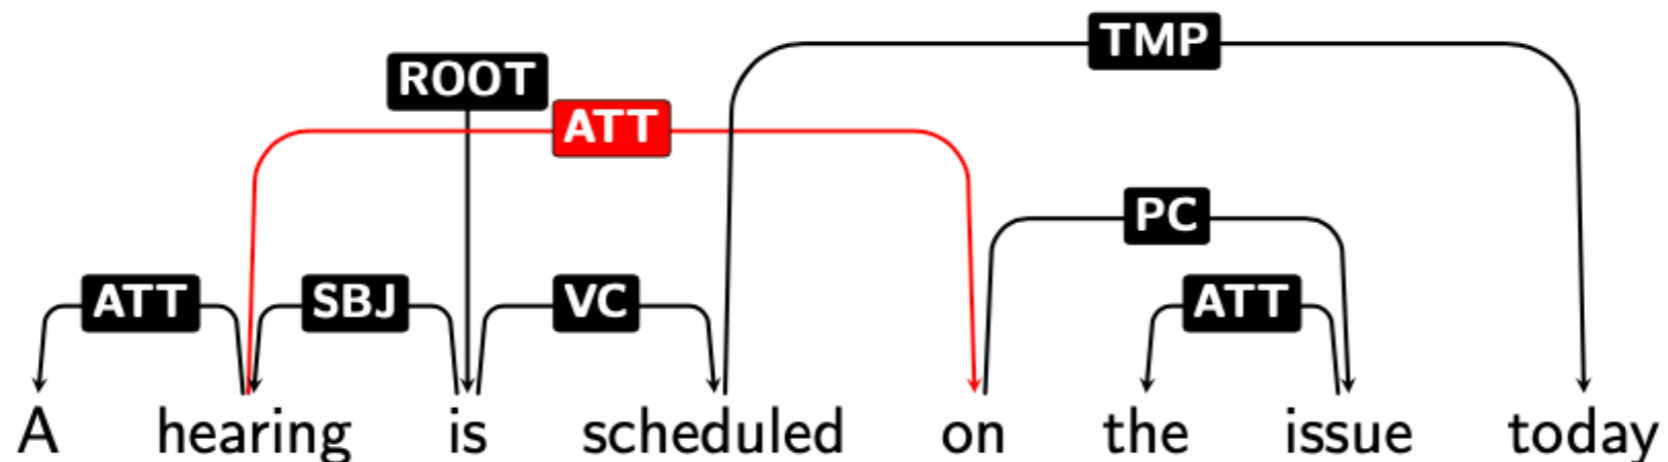 TMP
ROOT
ATT
PC
ATT SBJ VC ATT
A hearing is scheduled on the issue today